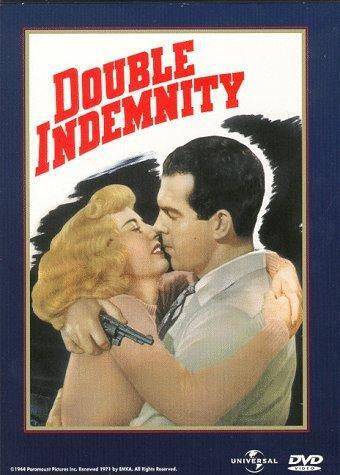 DOUBLE
INDEMNITY
©1944 Paramount Pictures Inc. Renewed 1971 by EMKA. All Rights Reserved.
UNIVERSAL
DVD
VIDEO